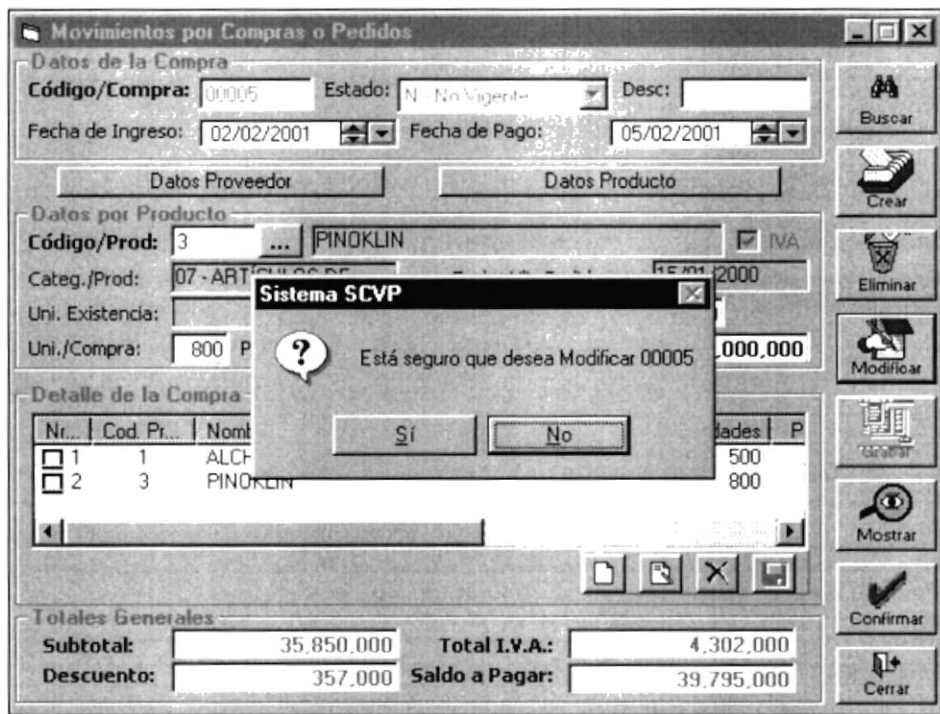 Movimientos por Compras o Pedidos
Datos de la Compra
Código/Compra: 00005 Estado: N - No Vigente Desc:
Fecha de Ingreso: 02/02/2001 Fecha de Pago: 05/02/2001
Datos Proveedor Datos Producto
Datos por Producto
Código/Prod: 3 ... PINOKLIN IVA
Categ./Prod: 07 - ARTÍCULOS DE 15/01/2000
Uni. Existencia:
Uni./Compra: 800 P ,000,000
Sistema SCVP
Está seguro que desea Modificar 00005
Sí No
Detalle de la Compra
Nr... Cod. Pr... Nomb dades P
1 1 ALCH 500
2 3 PINOKLIN 800
Totales Generales
Subtotal: 35,850,000 Total I.V.A.: 4,302,000
Descuento: 357,000 Saldo a Pagar: 39,795,000
Buscar
Crear
Eliminar
Modificar
Grabar
Mostrar
Confirmar
Cerrar